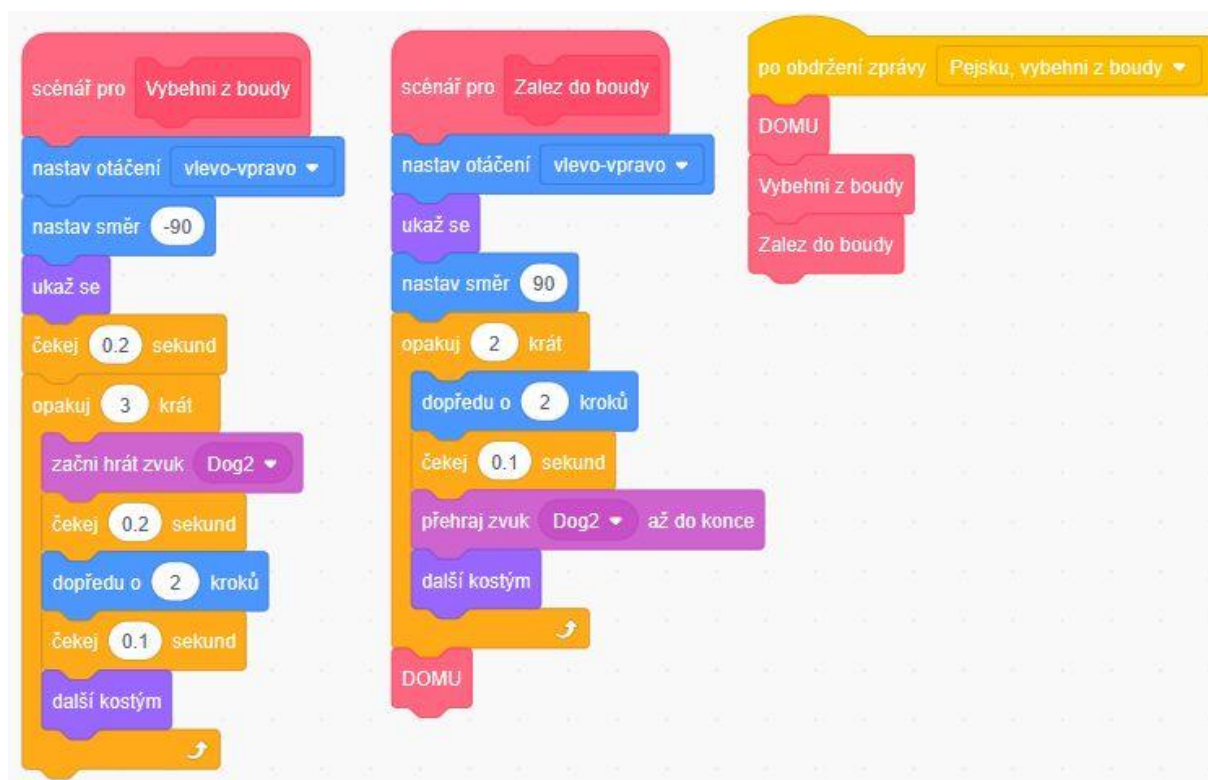 scénář pro Vybehni z boudy
nastav otáčení vlevo-vpravo
nastav směr -90
ukaž se
čekej 0.2 sekund
opakuj 3 krát
začni hrát zvuk Dog2
čekej 0.2 sekund
dopředu o 2 kroků
čekej 0.1 sekund
další kostým
scénář pro Zalez do boudy
nastav otáčení vlevo-vpravo
ukaž se
nastav směr 90
opakuj 2 krát
dopředu o 2 kroků
čekej 0.1 sekund
přehraj zvuk Dog2 až do konce
další kostým
DOMU
po obdržení zprávy Pejsku, vybehni z boudy
DOMU
Vybehni z boudy
Zalez do boudy